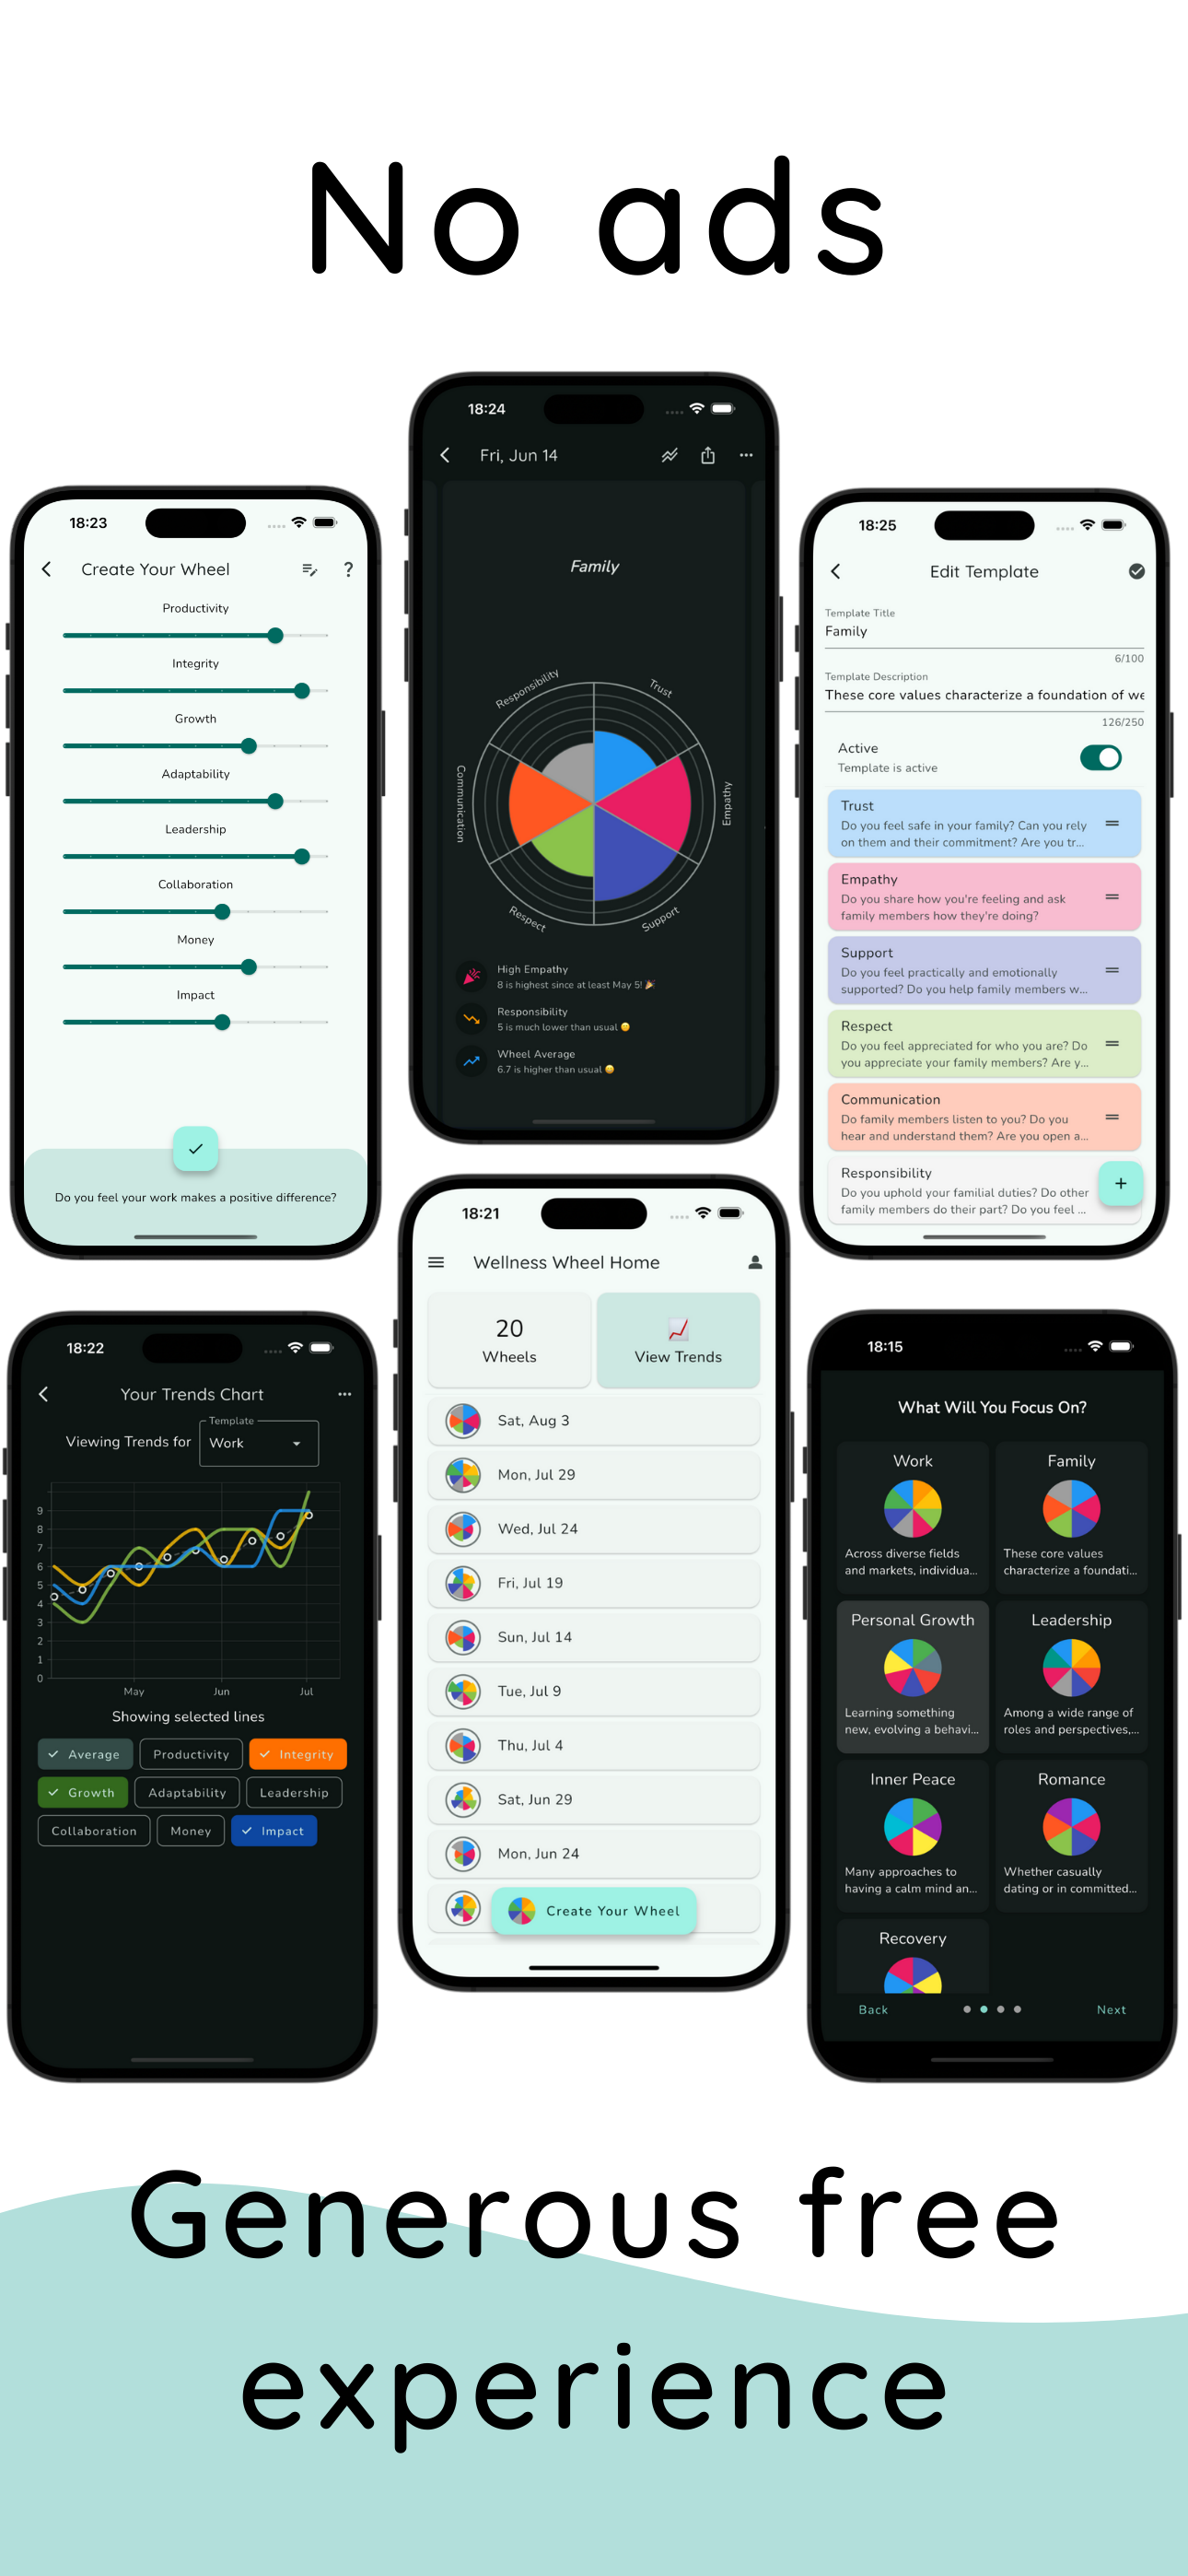 No ads
18:24
Fri, Jun 14
Family
Responsibility
Trust
Communication
Empathy
Respect
Support
High Empathy
8 is highest since at least May 5! 🎉
Responsibility
5 is much lower than usual 😕
Wheel Average
6.7 is higher than usual 😀
18:23
Create Your Wheel
?
Productivity
Integrity
Growth
Adaptability
Leadership
Collaboration
Money
Impact
Do you feel your work makes a positive difference?
18:25
Edit Template
Template Title
Family
6/100
Template Description
These core values characterize a foundation of we
126/250
Active
Template is active
Trust
Do you feel safe in your family? Can you rely
on them and their commitment? Are you tr...
Empathy
Do you share how you're feeling and ask
family members how they're doing?
Support
Do you feel practically and emotionally
supported? Do you help family members w...
Respect
Do you feel appreciated for who you are? Do
you appreciate your family members? Are y...
Communication
Do family members listen to you? Do you
hear and understand them? Are you open a...
Responsibility
Do you uphold your familial duties? Do other
family members do their part? Do you feel ...
+
18:22
Your Trends Chart
Template
Viewing Trends for Work
9
8
7
6
5
4
3
2
1
0
May Jun Jul
Showing selected lines
Average Productivity Integrity
Growth Adaptability Leadership
Collaboration Money Impact
18:21
Wellness Wheel Home
20
Wheels
View Trends
Sat, Aug 3
Mon, Jul 29
Wed, Jul 24
Fri, Jul 19
Sun, Jul 14
Tue, Jul 9
Thu, Jul 4
Sat, Jun 29
Mon, Jun 24
Create Your Wheel
18:15
What Will You Focus On?
Work
Across diverse fields
and markets, individua...
Family
These core values
characterize a foundati...
Personal Growth
Learning something
new, evolving a behavi...
Leadership
Among a wide range of
roles and perspectives,...
Inner Peace
Many approaches to
having a calm mind an...
Romance
Whether casually
dating or in committed...
Recovery
Back Next
Generous free
experience